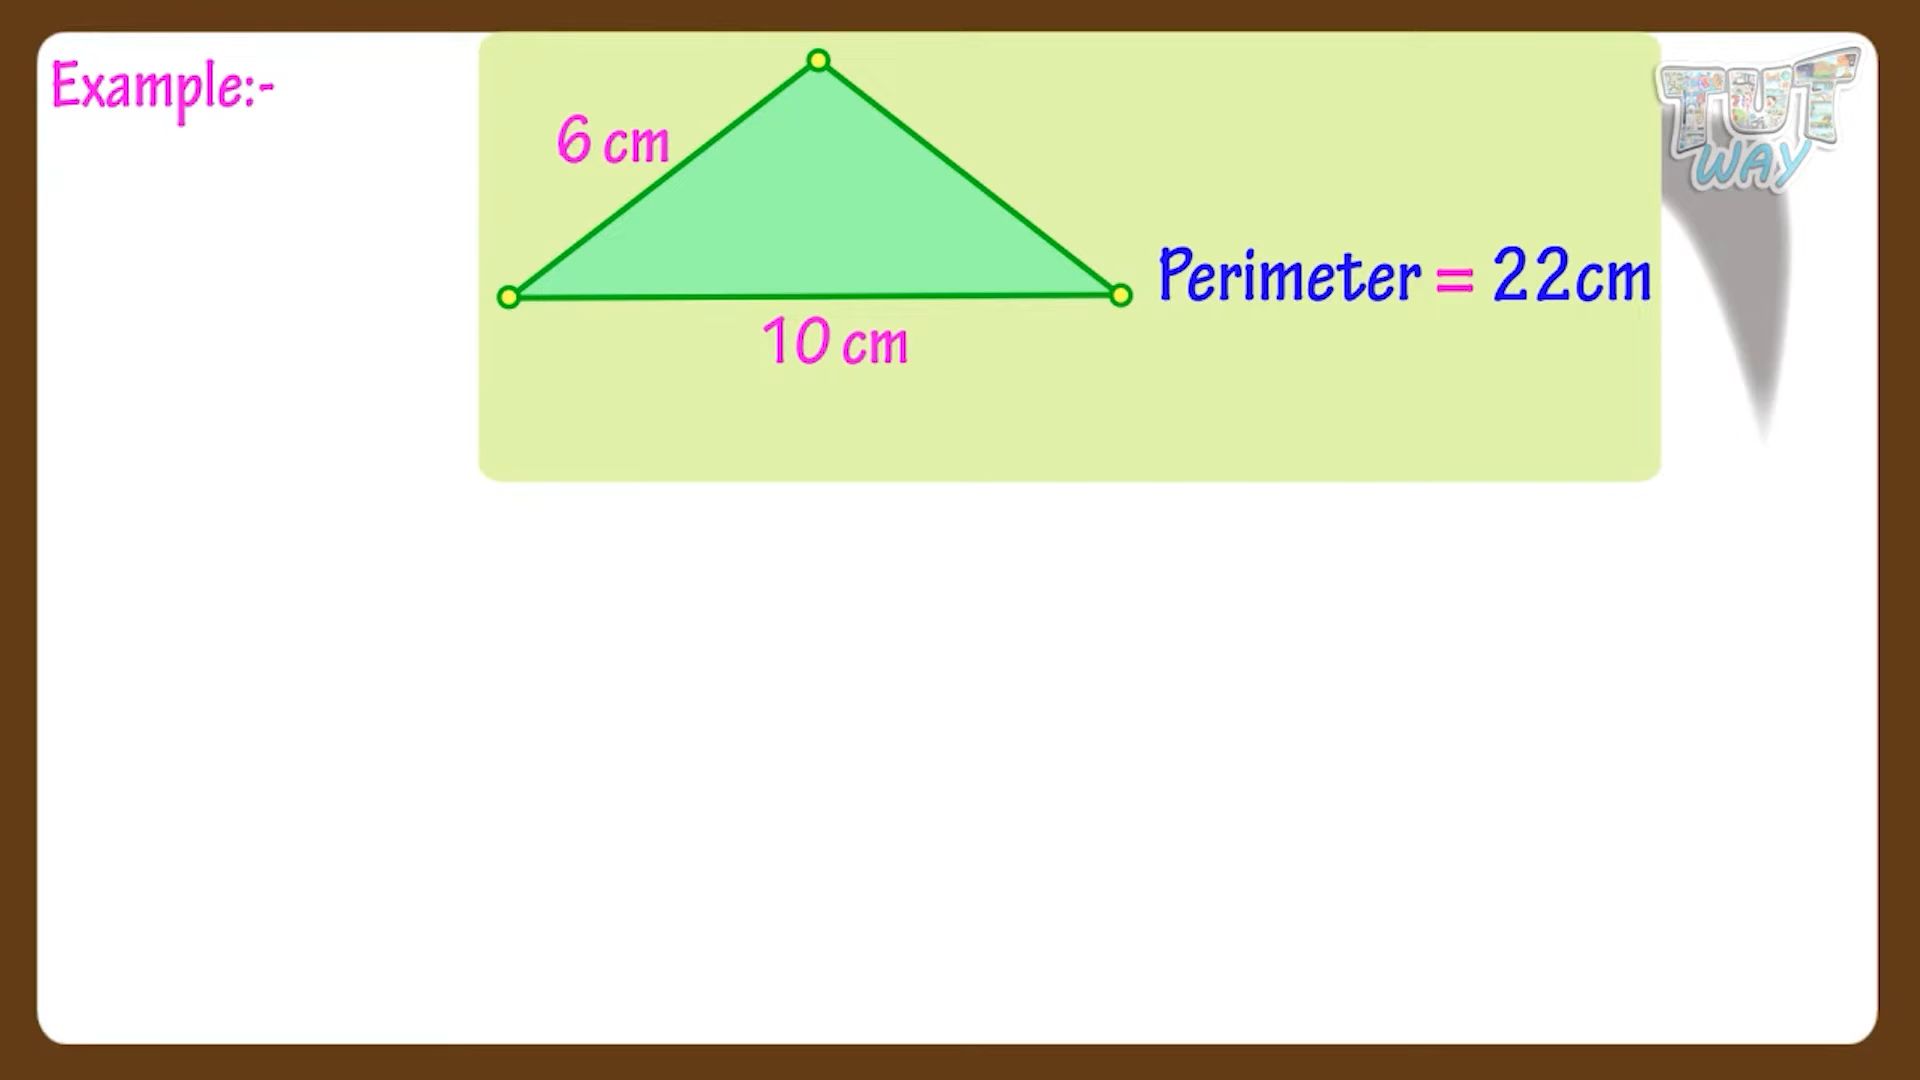 Example:-
TUT
WAY
6 cm
Perimeter = 22cm
10 cm